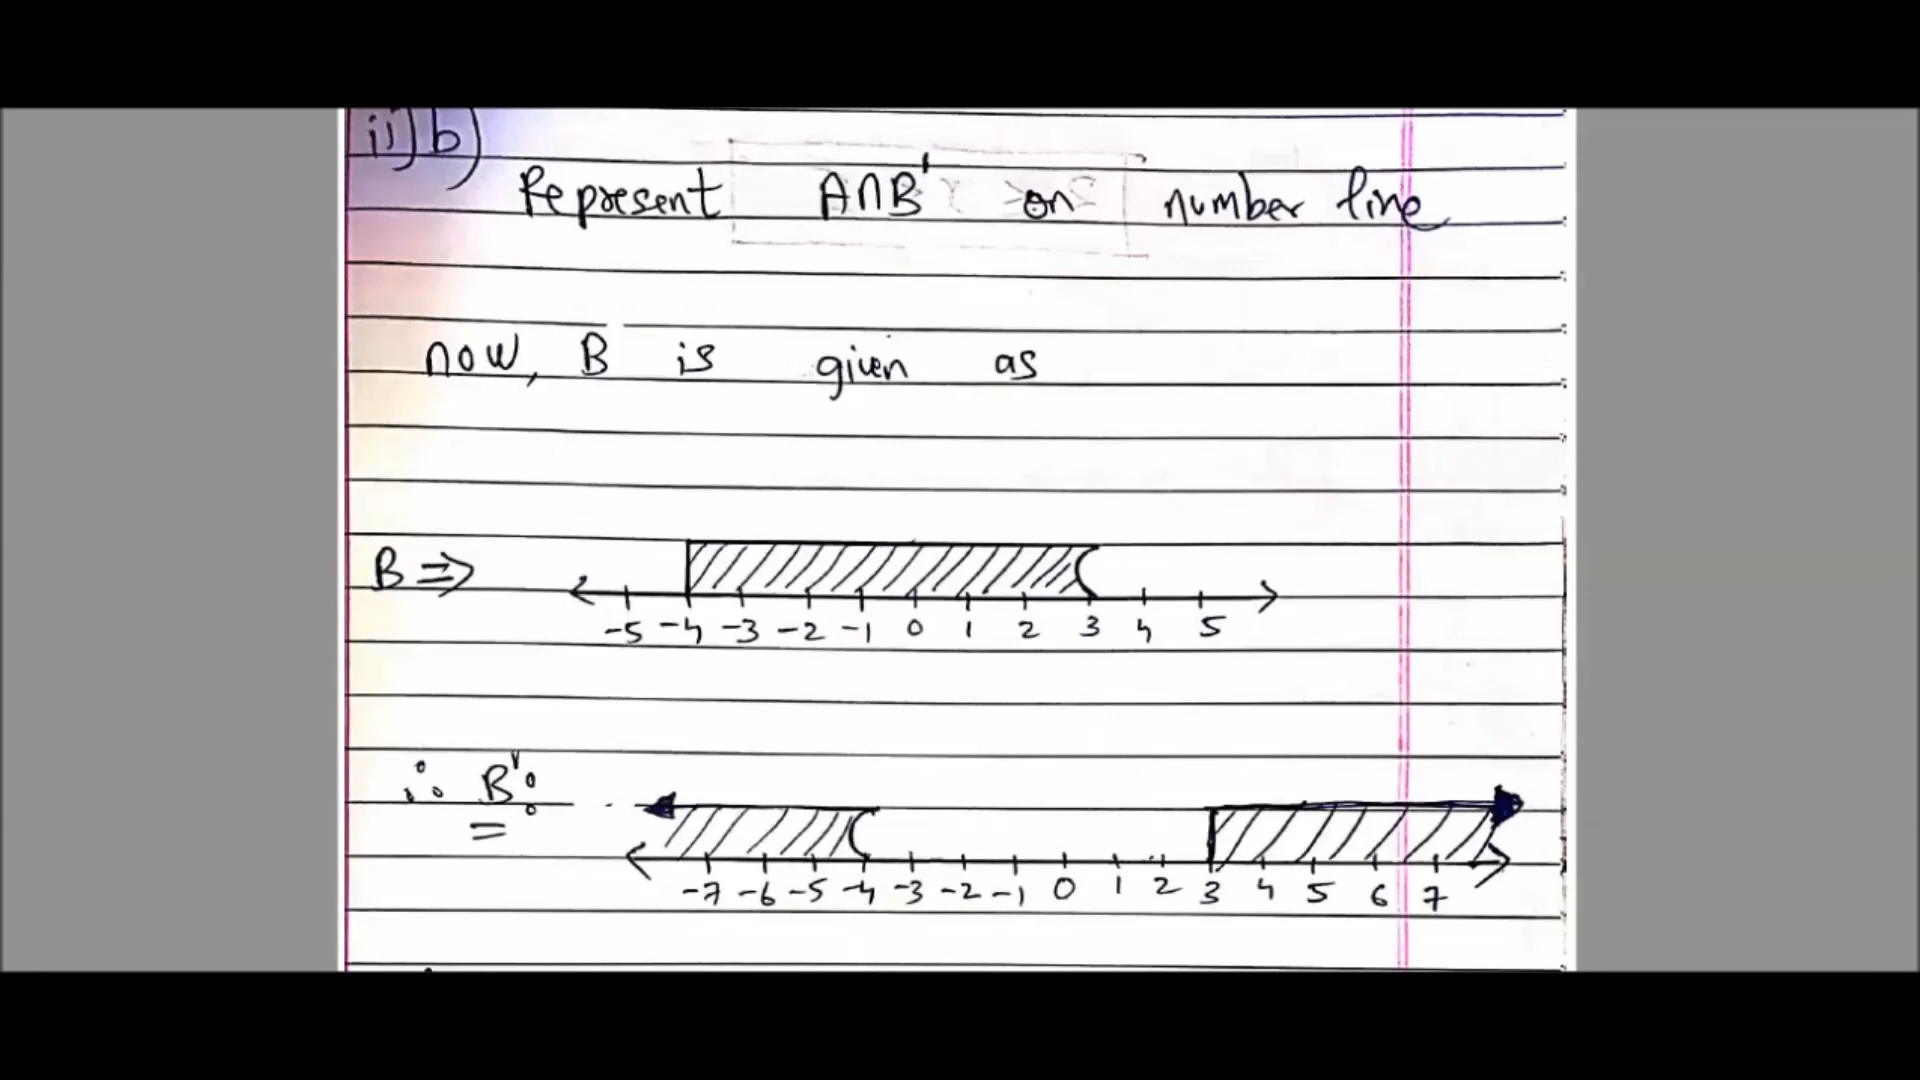 ii) b)
Represent A∩B' on number line
now, B is given as
B ⇒
-5 -4 -3 -2 -1 0 1 2 3 4 5
∴ B':
-7 -6 -5 -4 -3 -2 -1 0 1 2 3 4 5 6 7